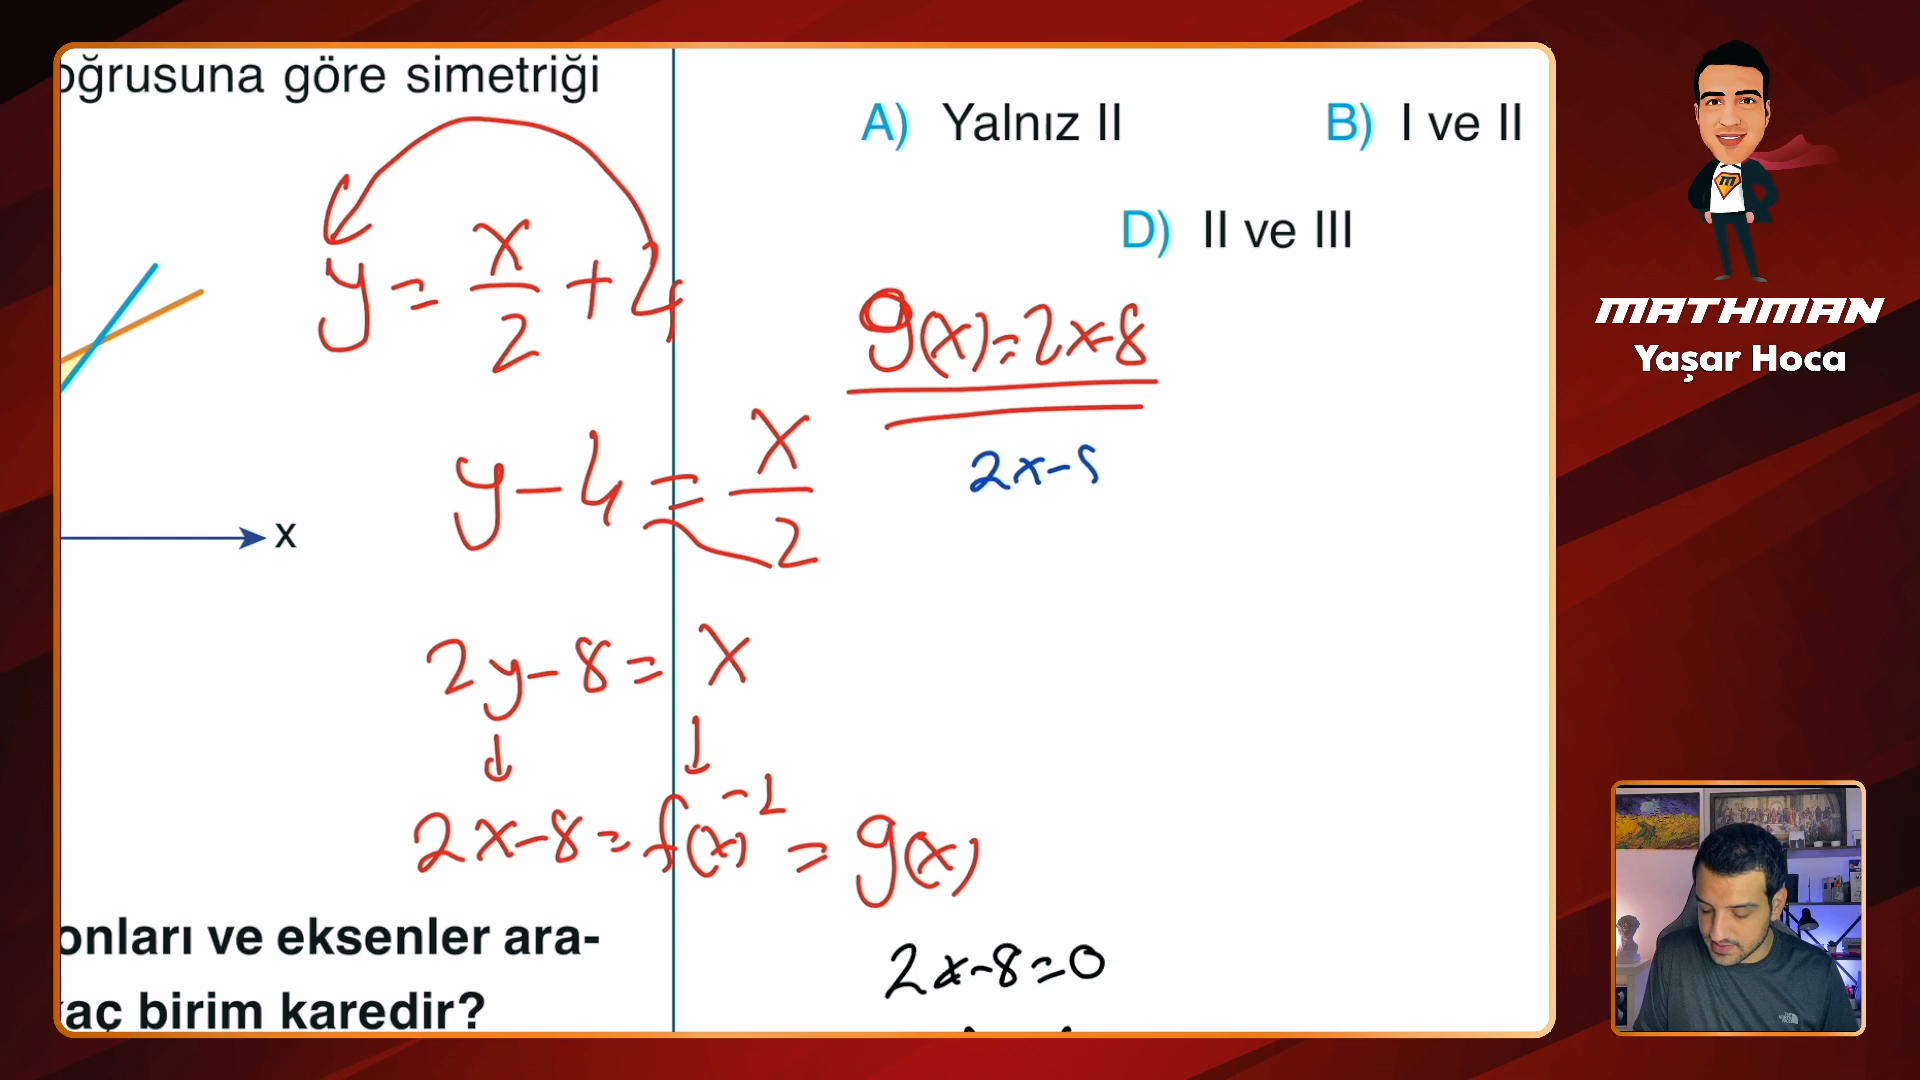 oğrusuna göre simetriği
A) Yalnız II
B) I ve II
D) II ve III
y = x/2 + 4
g(x) = 2x-8
y - 4 = x/2
2x-8
2y - 8 = x
x
2x - 8 = f(x)^-1 = g(x)
onları ve eksenler ara-
2x-8=0
kaç birim karedir?
MATHMAN
Yaşar Hoca
m